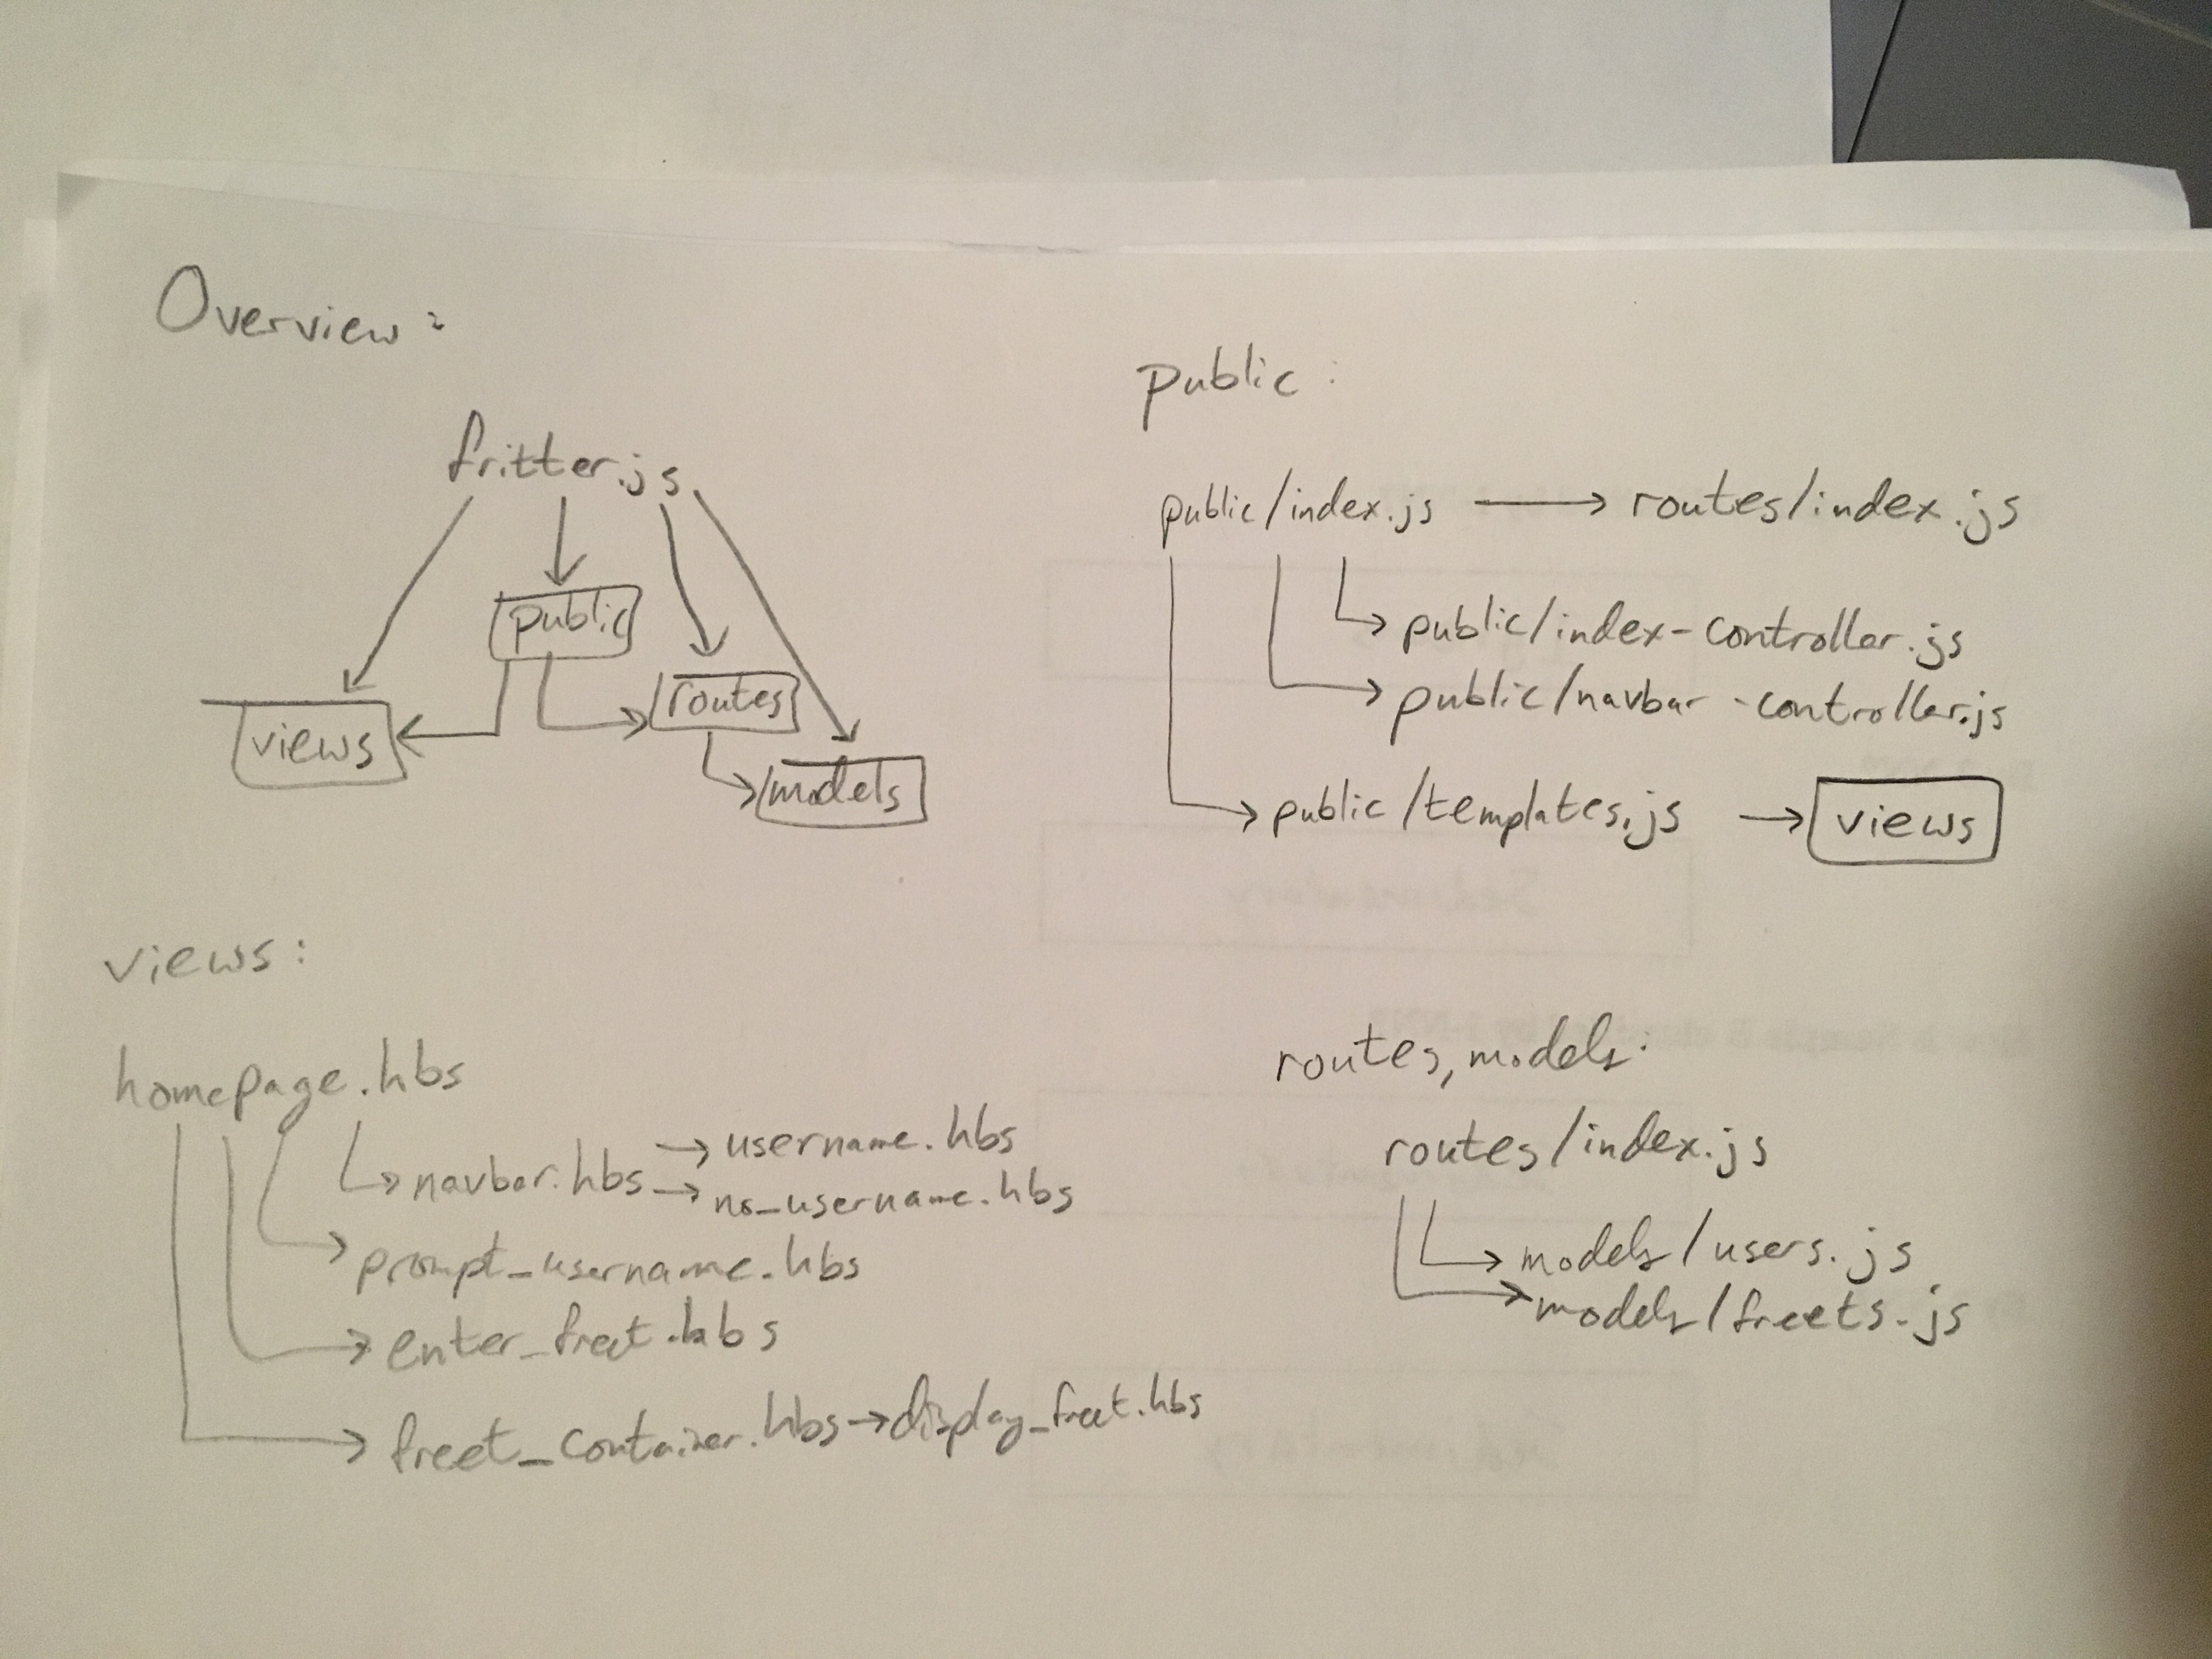 Overview:
fritter.js
public
routes
views
models
public:
public/index.js → routes/index.js
public/index-controller.js
public/navbar-controller.js
public/templates.js → views
views:
homepage.hbs
navbar.hbs → username.hbs
→ no_username.hbs
prompt_username.hbs
enter_freet.hbs
freet_container.hbs → display_freet.hbs
routes, models:
routes/index.js
models/users.js
models/freets.js